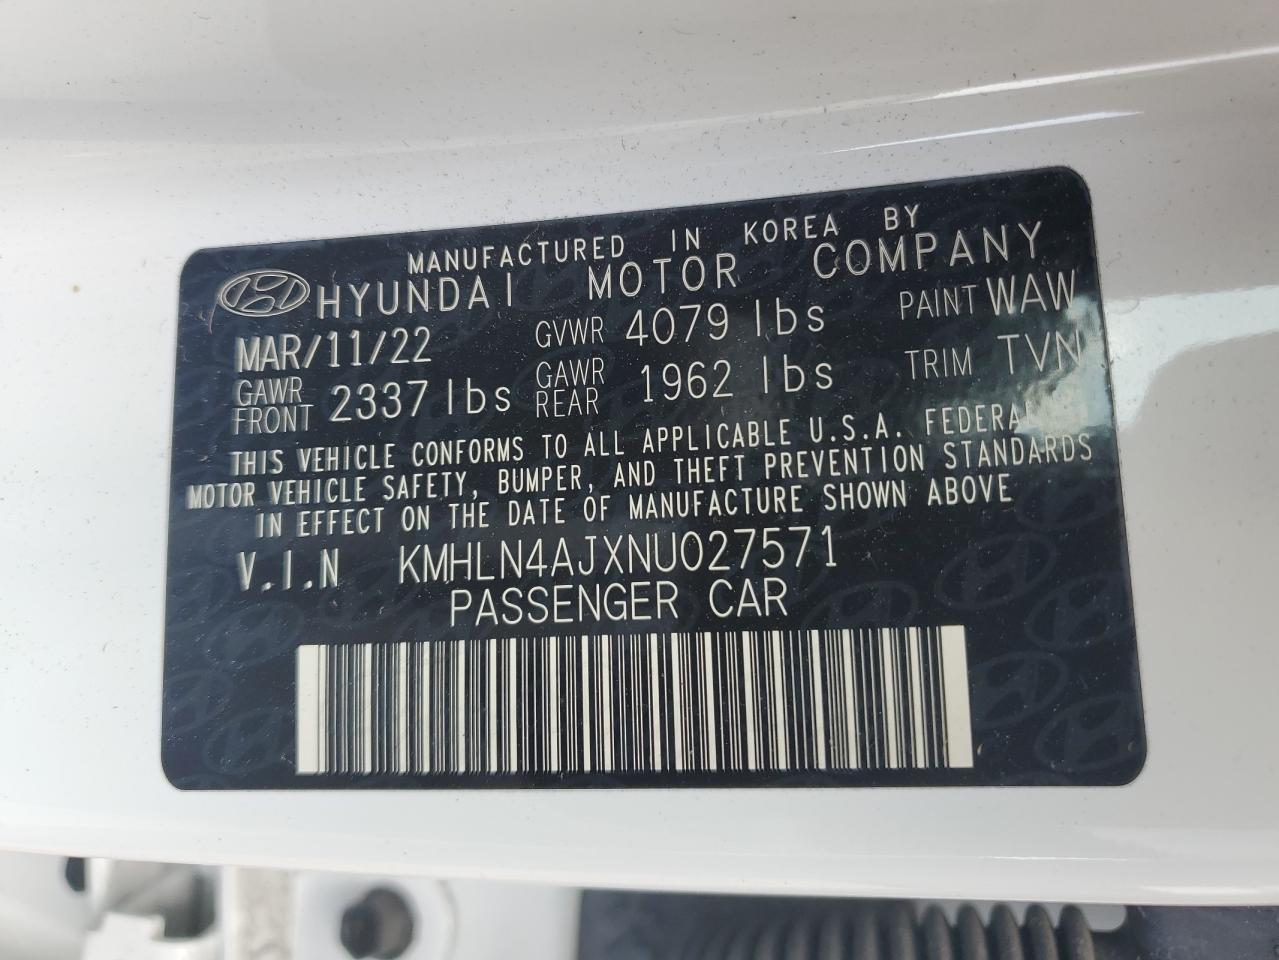 MANUFACTURED IN KOREA BY
HYUNDAI MOTOR COMPANY
MAR/11/22 GVWR 4079 lbs PAINT WAW
GAWR FRONT 2337 lbs GAWR REAR 1962 lbs TRIM TVN
THIS VEHICLE CONFORMS TO ALL APPLICABLE U.S.A. FEDERAL
MOTOR VEHICLE SAFETY, BUMPER, AND THEFT PREVENTION STANDARDS
IN EFFECT ON THE DATE OF MANUFACTURE SHOWN ABOVE
V.I.N KMHLN4AJXNU027571
PASSENGER CAR